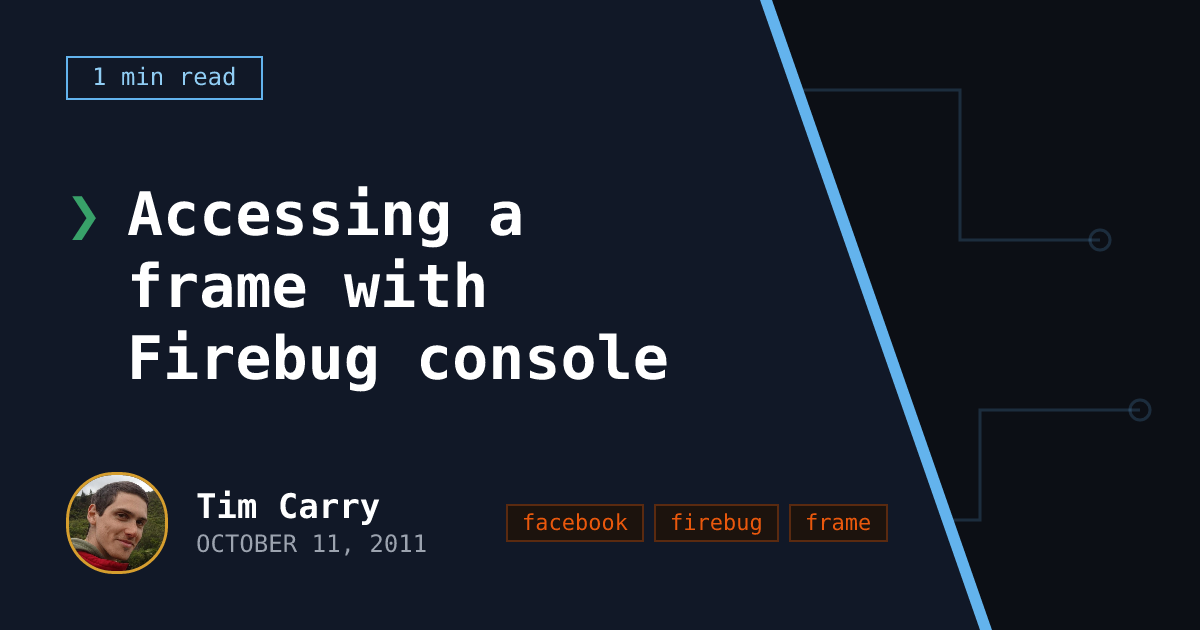 1 min read
❯ Accessing a
frame with
Firebug console
Tim Carry
OCTOBER 11, 2011
facebook firebug frame